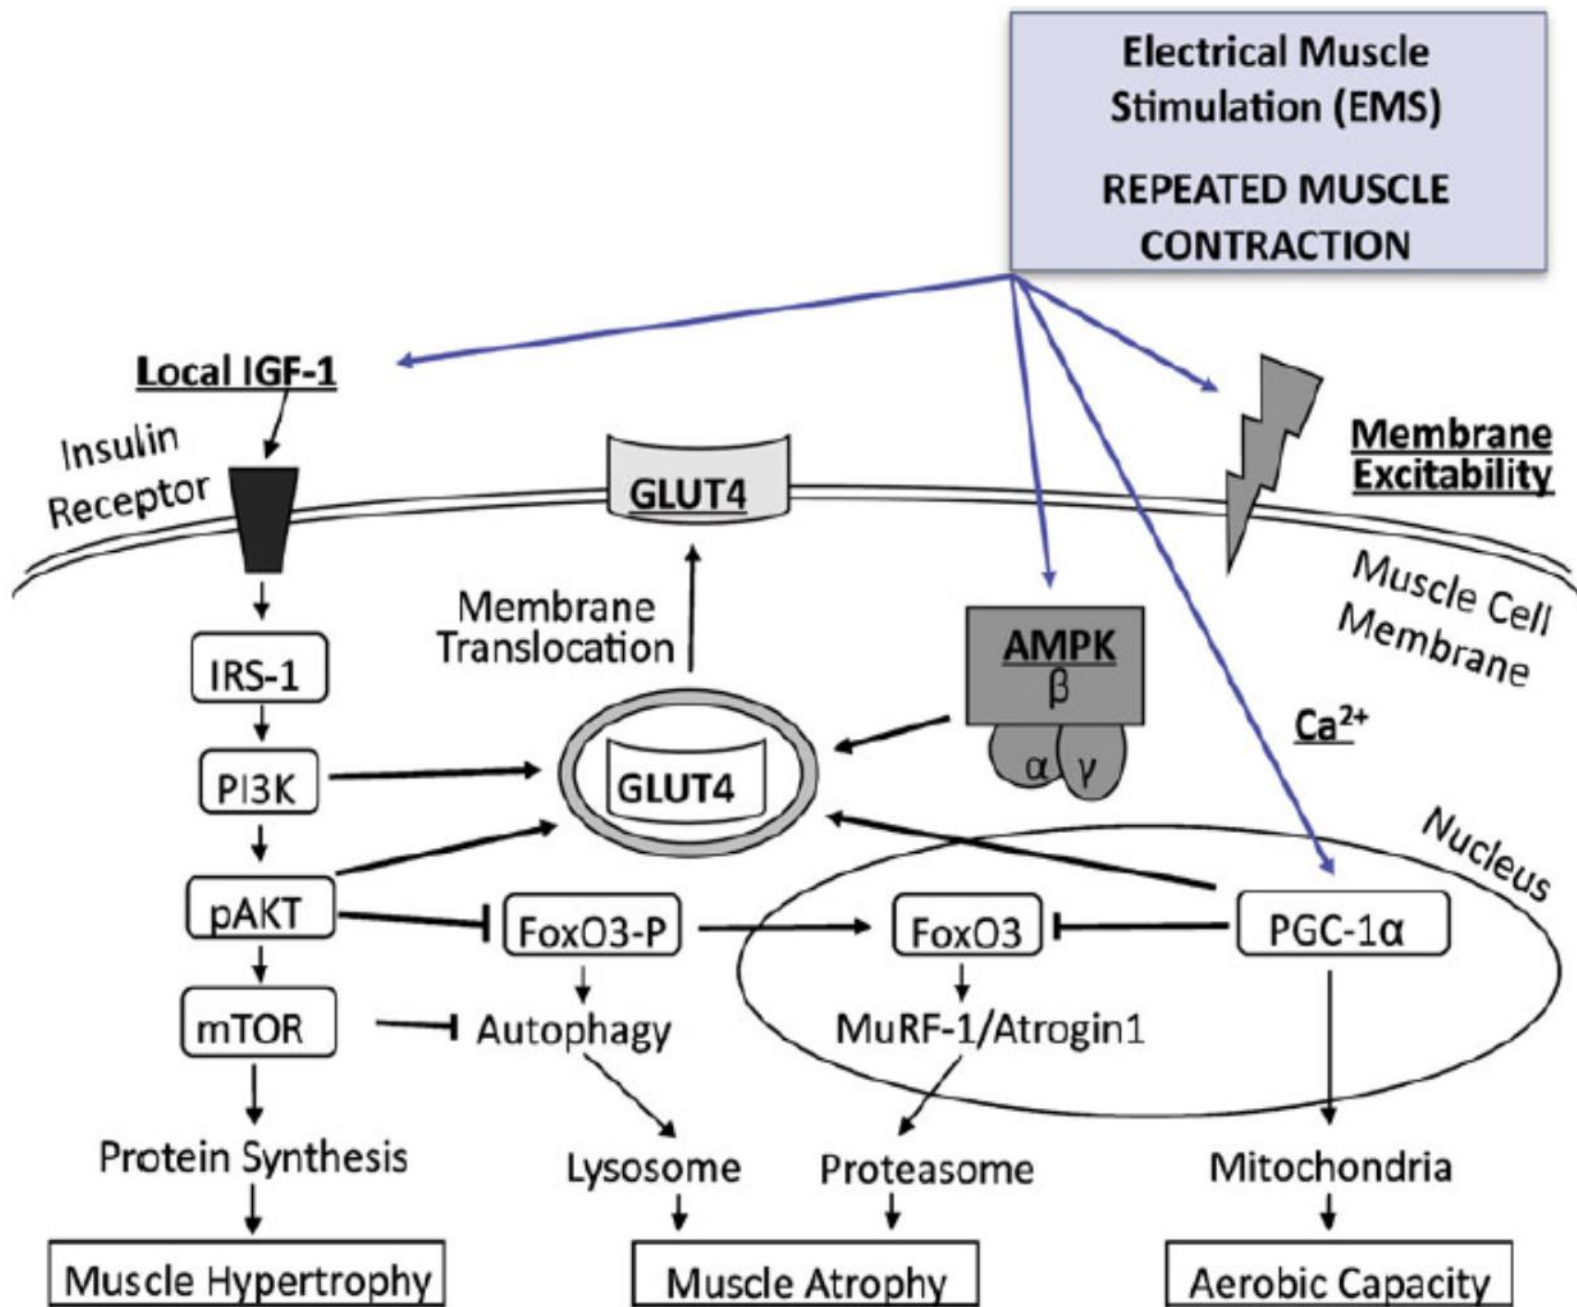 Electrical Muscle
Stimulation (EMS)
REPEATED MUSCLE
CONTRACTION
Local IGF-1
Insulin
Receptor
GLUT4
Membrane
Excitability
Muscle Cell
Membrane
Membrane
Translocation
AMPK
β
α γ
IRS-1
Ca²⁺
PI3K
GLUT4
Nucleus
pAKT
FoxO3-P
FoxO3
PGC-1α
mTOR
Autophagy
MuRF-1/Atrogin1
Protein Synthesis
Lysosome
Proteasome
Mitochondria
Muscle Hypertrophy
Muscle Atrophy
Aerobic Capacity